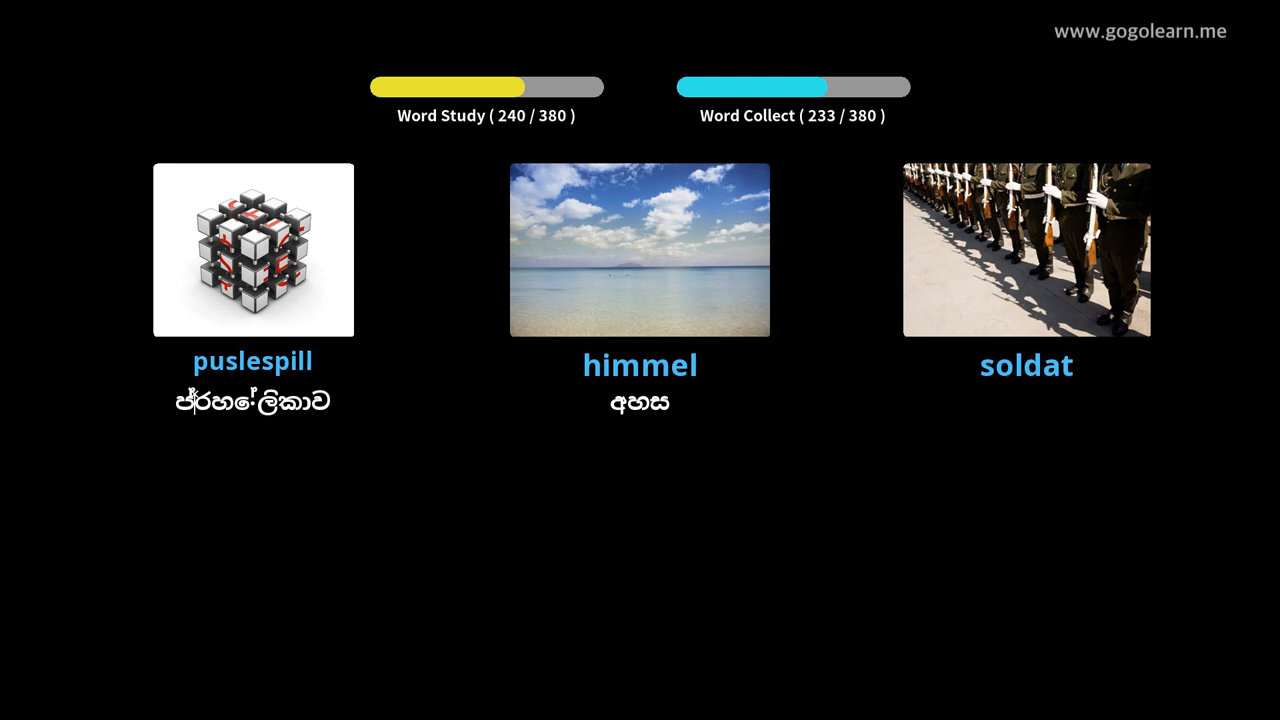 www.gogolearn.me
Word Study ( 240 / 380 )
Word Collect ( 233 / 380 )
puslespill
himmel
soldat
ප්රහේලිකාව
අහස